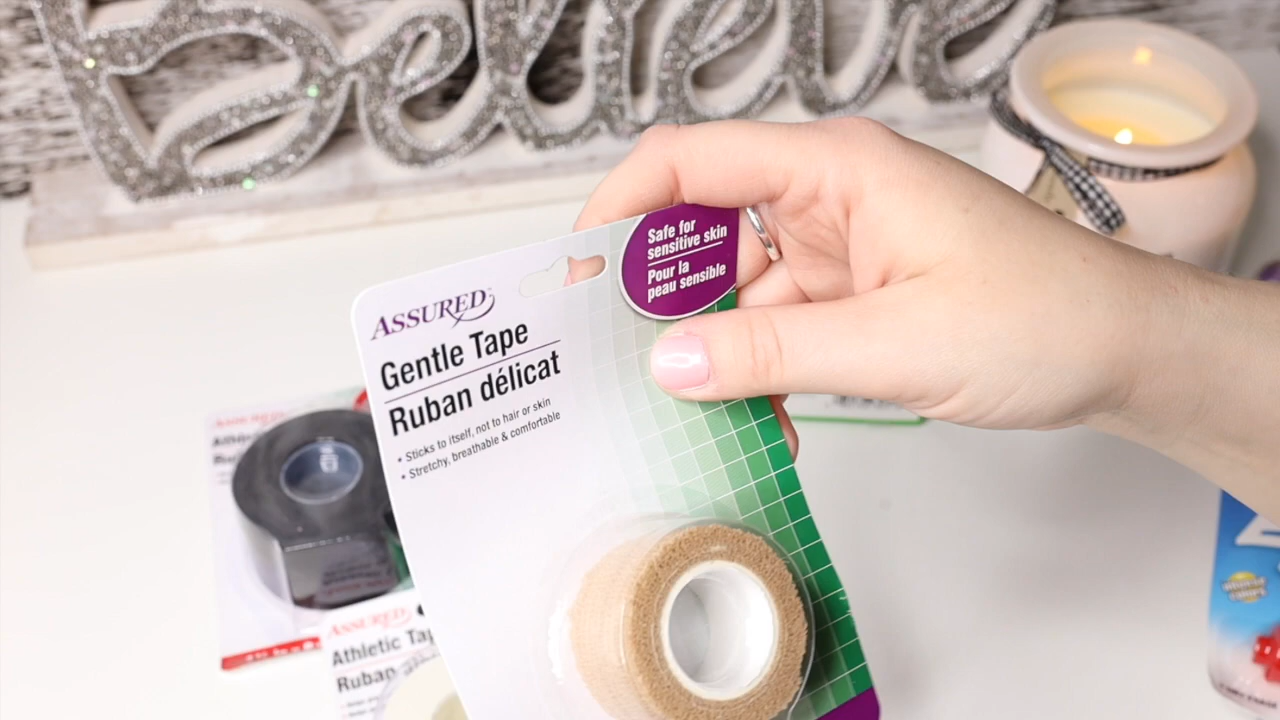 Believe
Safe for
sensitive skin
Pour la
peau sensible
ASSURED
Gentle Tape
Ruban délicat
• Sticks to itself, not to hair or skin
• Stretchy, breathable & comfortable
ASSURED
ASSURED
Athletic Tap
Ruban